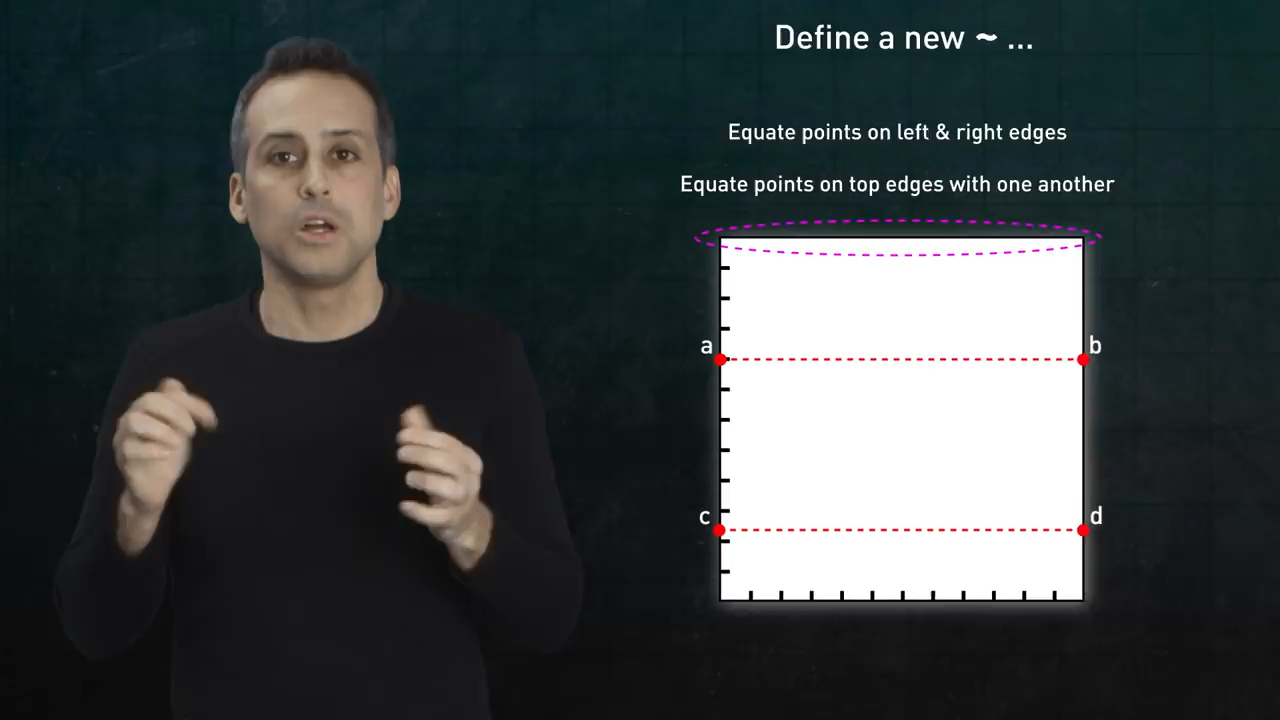 Define a new ~ ...
Equate points on left & right edges
Equate points on top edges with one another
a
b
c
d